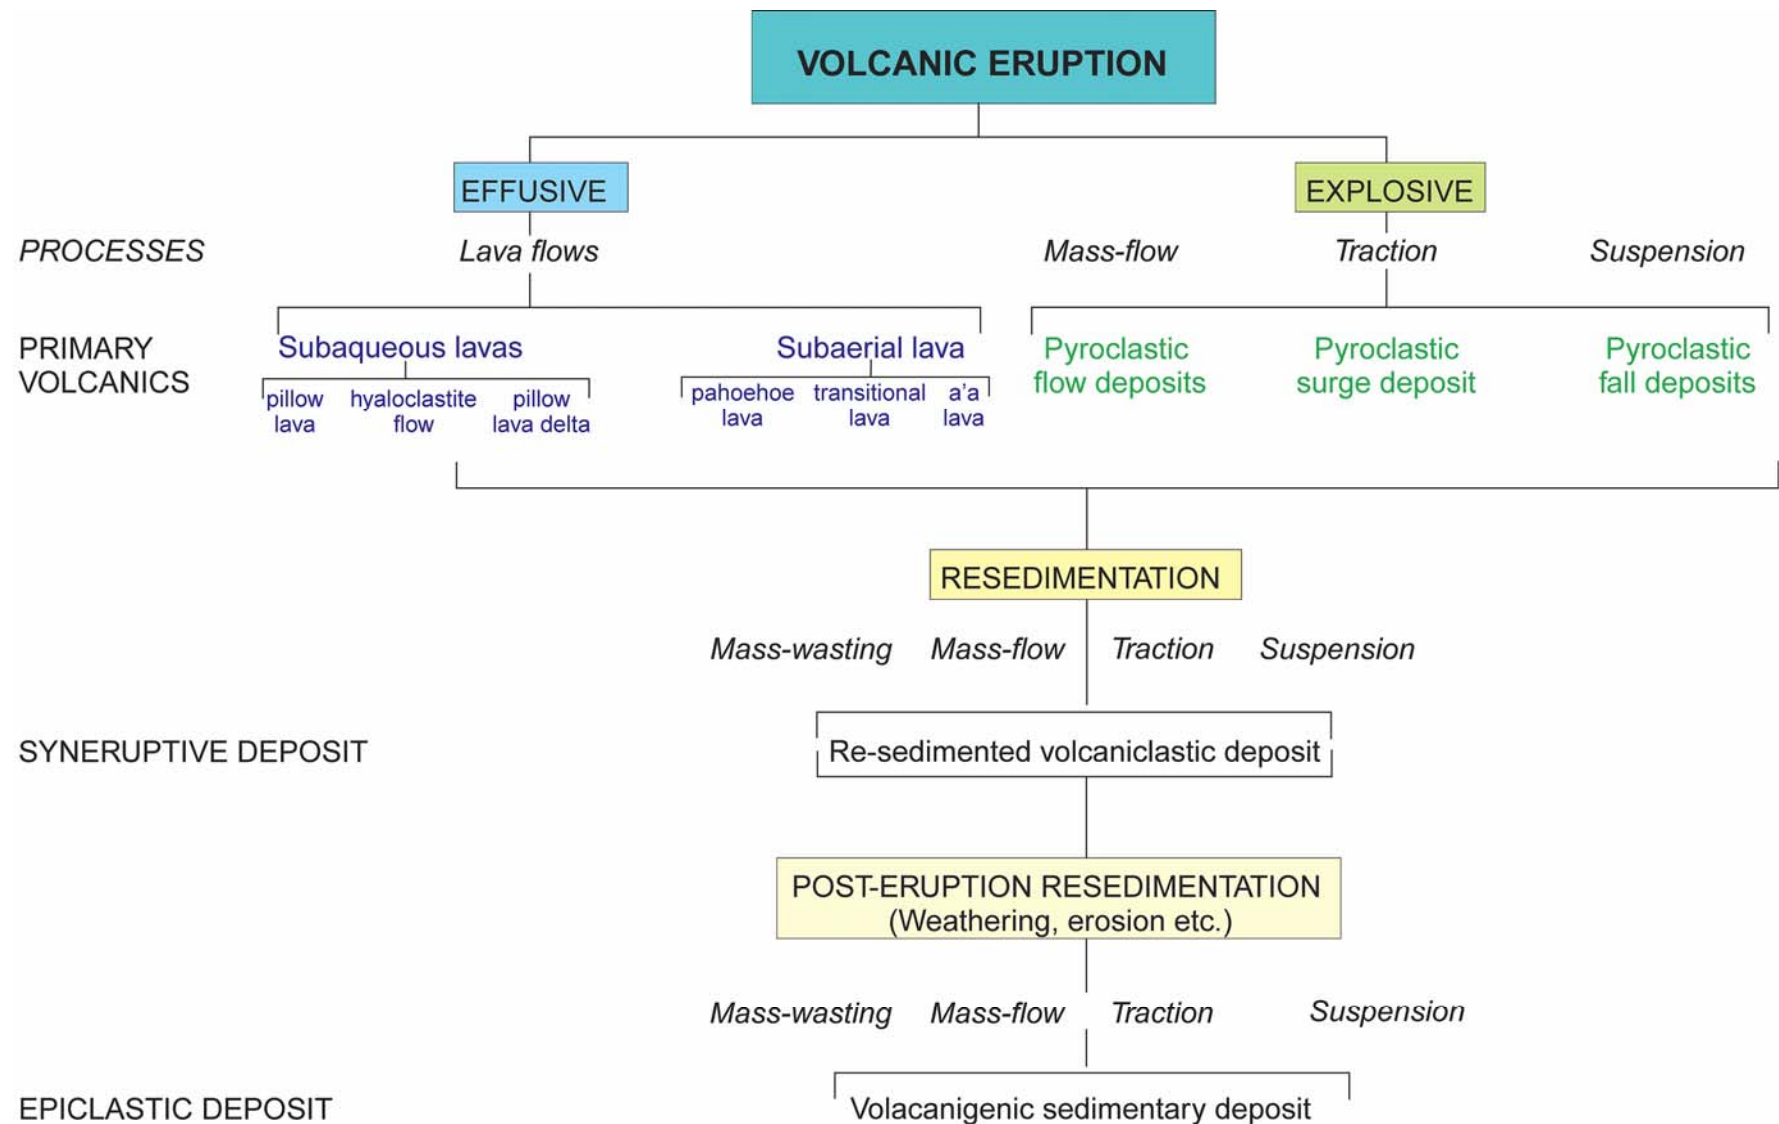 VOLCANIC ERUPTION
EFFUSIVE
EXPLOSIVE
PROCESSES
Lava flows
Mass-flow
Traction
Suspension
PRIMARY
VOLCANICS
Subaqueous lavas
pillow
lava
hyaloclastite
flow
pillow
lava delta
Subaerial lava
pahoehoe
lava
transitional
lava
a'a
lava
Pyroclastic
flow deposits
Pyroclastic
surge deposit
Pyroclastic
fall deposits
RESEDIMENTATION
Mass-wasting
Mass-flow
Traction
Suspension
SYNERUPTIVE DEPOSIT
Re-sedimented volcaniclastic deposit
POST-ERUPTION RESEDIMENTATION
(Weathering, erosion etc.)
Mass-wasting
Mass-flow
Traction
Suspension
EPICLASTIC DEPOSIT
Volacanigenic sedimentary deposit